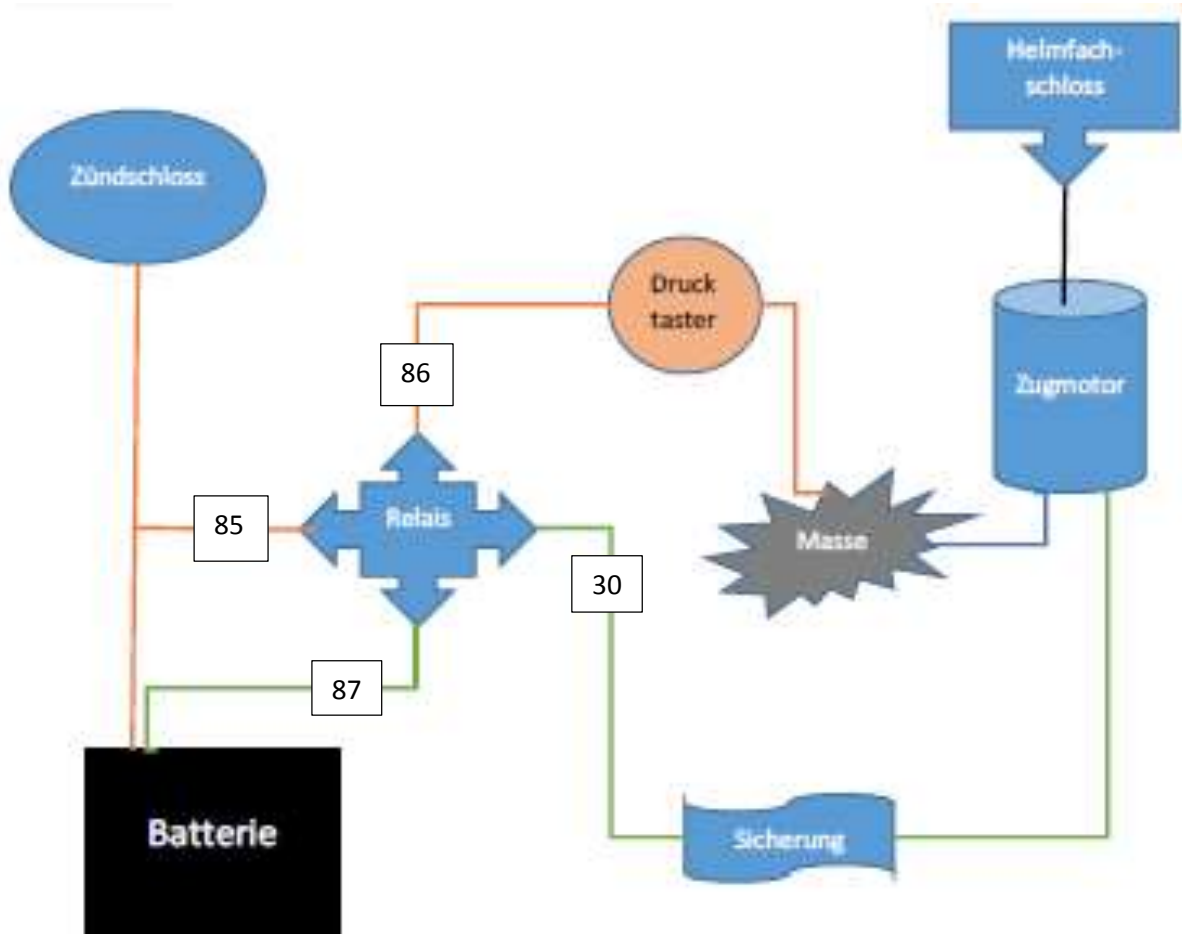 Helmfach-
schloss
Zündschloss
Druck
taster
86
Zugmotor
85
Relais
Masse
30
87
Batterie
Sicherung